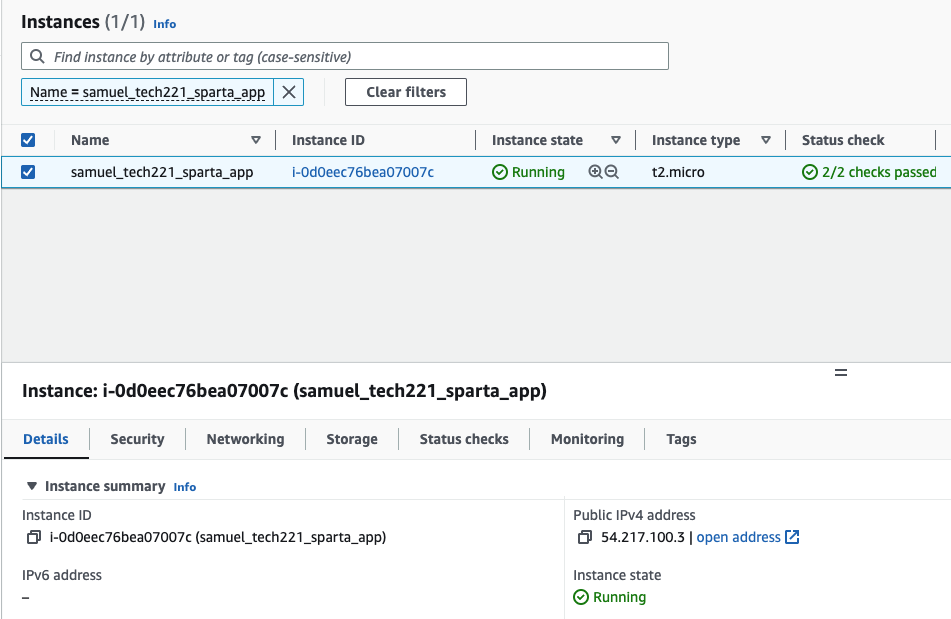 Instances (1/1) Info
Find instance by attribute or tag (case-sensitive)
Name = samuel_tech221_sparta_app
Clear filters
Name Instance ID Instance state Instance type Status check
samuel_tech221_sparta_app i-0d0eec76bea07007c Running t2.micro 2/2 checks passed
Instance: i-0d0eec76bea07007c (samuel_tech221_sparta_app)
Details Security Networking Storage Status checks Monitoring Tags
Instance summary Info
Instance ID
i-0d0eec76bea07007c (samuel_tech221_sparta_app)
IPv6 address
–
Public IPv4 address
54.217.100.3 | open address
Instance state
Running